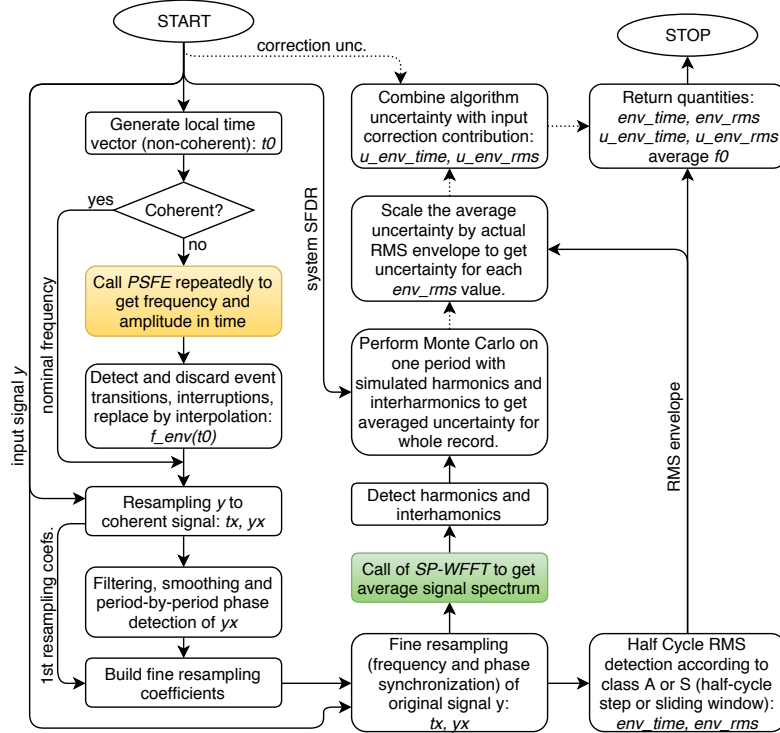 START
correction unc.
STOP
Generate local time
vector (non-coherent): t0
Coherent?
yes
no
Call PSFE repeatedly to
get frequency and
amplitude in time
Detect and discard event
transitions, interruptions,
replace by interpolation:
f_env(t0)
nominal frequency
input signal y
Resampling y to
coherent signal: tx, yx
1st resampling coefs.
Filtering, smoothing and
period-by-period phase
detection of yx
Build fine resampling
coefficients
system SFDR
Combine algorithm
uncertainty with input
correction contribution:
u_env_time, u_env_rms
Scale the average
uncertainty by actual
RMS envelope to get
uncertainty for each
env_rms value.
Perform Monte Carlo on
one period with
simulated harmonics and
interharmonics to get
averaged uncertainty for
whole record.
Detect harmonics and
interhamonics
Call of SP-WFFT to get
average signal spectrum
Fine resampling
(frequency and phase
synchronization) of
original signal y:
tx, yx
Return quantities:
env_time, env_rms
u_env_time, u_env_rms
average f0
RMS envelope
Half Cycle RMS
detection according to
class A or S (half-cycle
step or sliding window):
env_time, env_rms